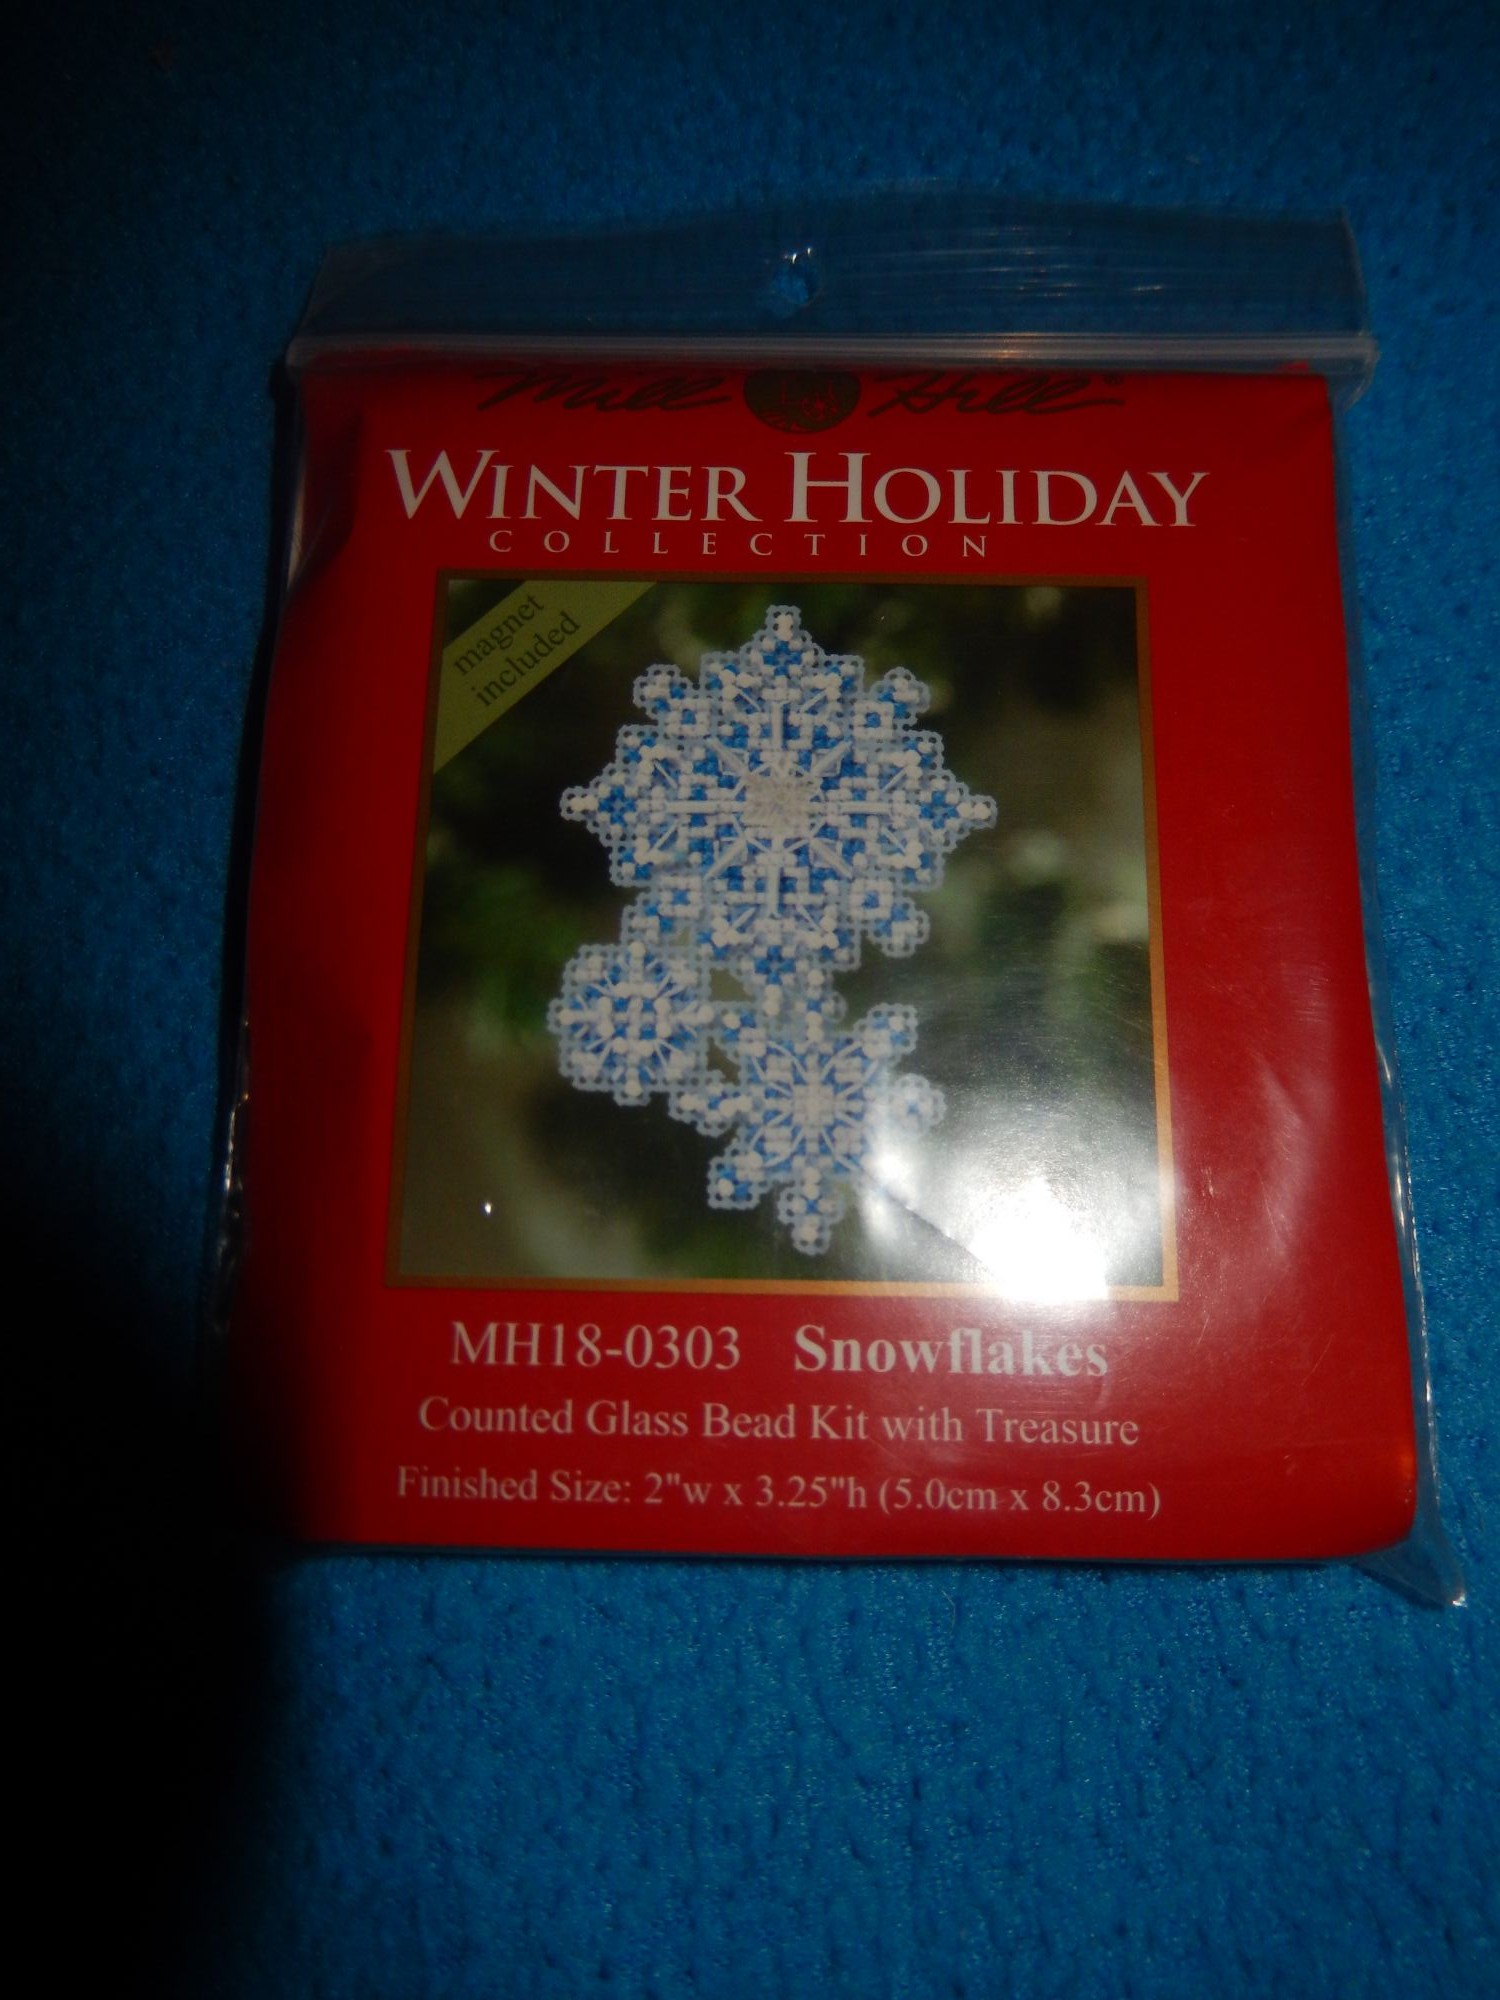 Mill Hill®
WINTER HOLIDAY
COLLECTION
magnet
included
MH18-0303 Snowflakes
Counted Glass Bead Kit with Treasure
Finished Size: 2"w x 3.25"h (5.0cm x 8.3cm)